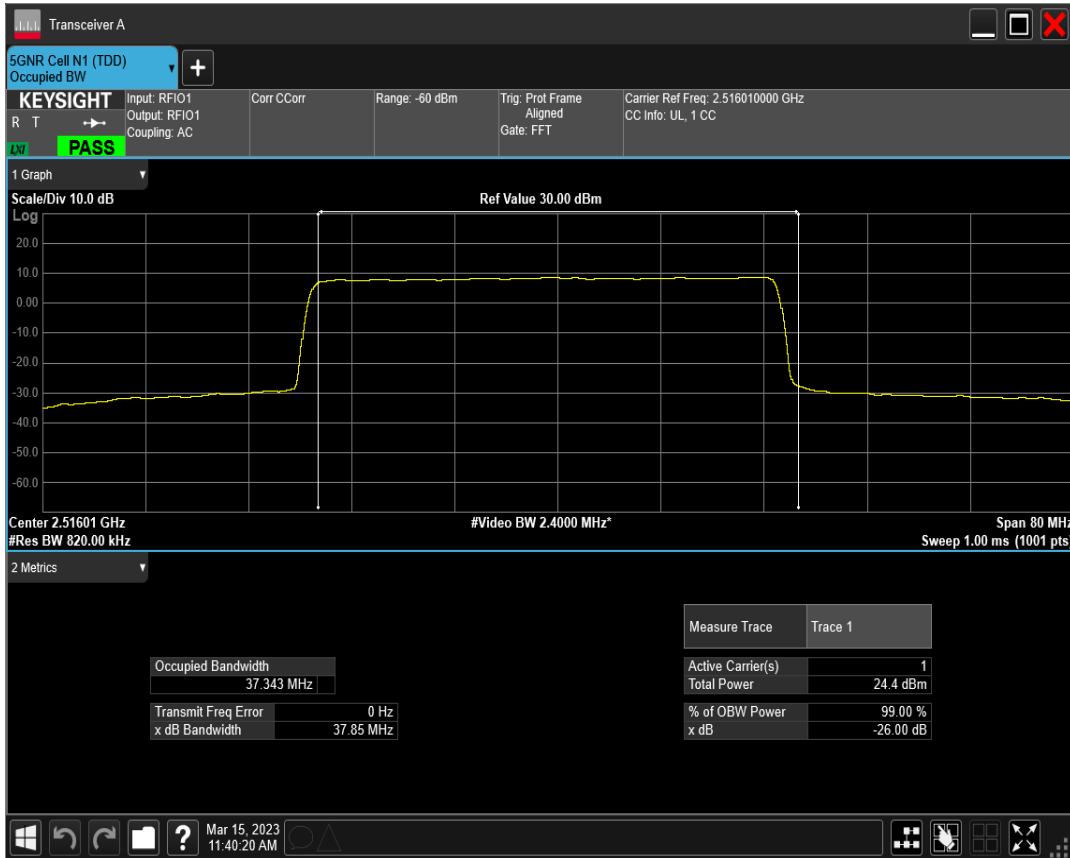 Transceiver A
5GNR Cell N1 (TDD)
Occupied BW
+
KEYSIGHT
R T
LXI
PASS
Input: RFIO1
Output: RFIO1
Coupling: AC
Corr CCorr
Range: -60 dBm
Trig: Prot Frame
Aligned
Gate: FFT
Carrier Ref Freq: 2.516010000 GHz
CC Info: UL, 1 CC
1 Graph
Scale/Div 10.0 dB
Ref Value 30.00 dBm
Log
20.0
10.0
0.00
-10.0
-20.0
-30.0
-40.0
-50.0
-60.0
Center 2.51601 GHz
#Video BW 2.4000 MHz*
Span 80 MHz
#Res BW 820.00 kHz
Sweep 1.00 ms (1001 pts)
2 Metrics
Measure Trace Trace 1
Occupied Bandwidth
37.343 MHz
Transmit Freq Error 0 Hz
x dB Bandwidth 37.85 MHz
Active Carrier(s) 1
Total Power 24.4 dBm
% of OBW Power 99.00 %
x dB -26.00 dB
?
Mar 15, 2023
11:40:20 AM